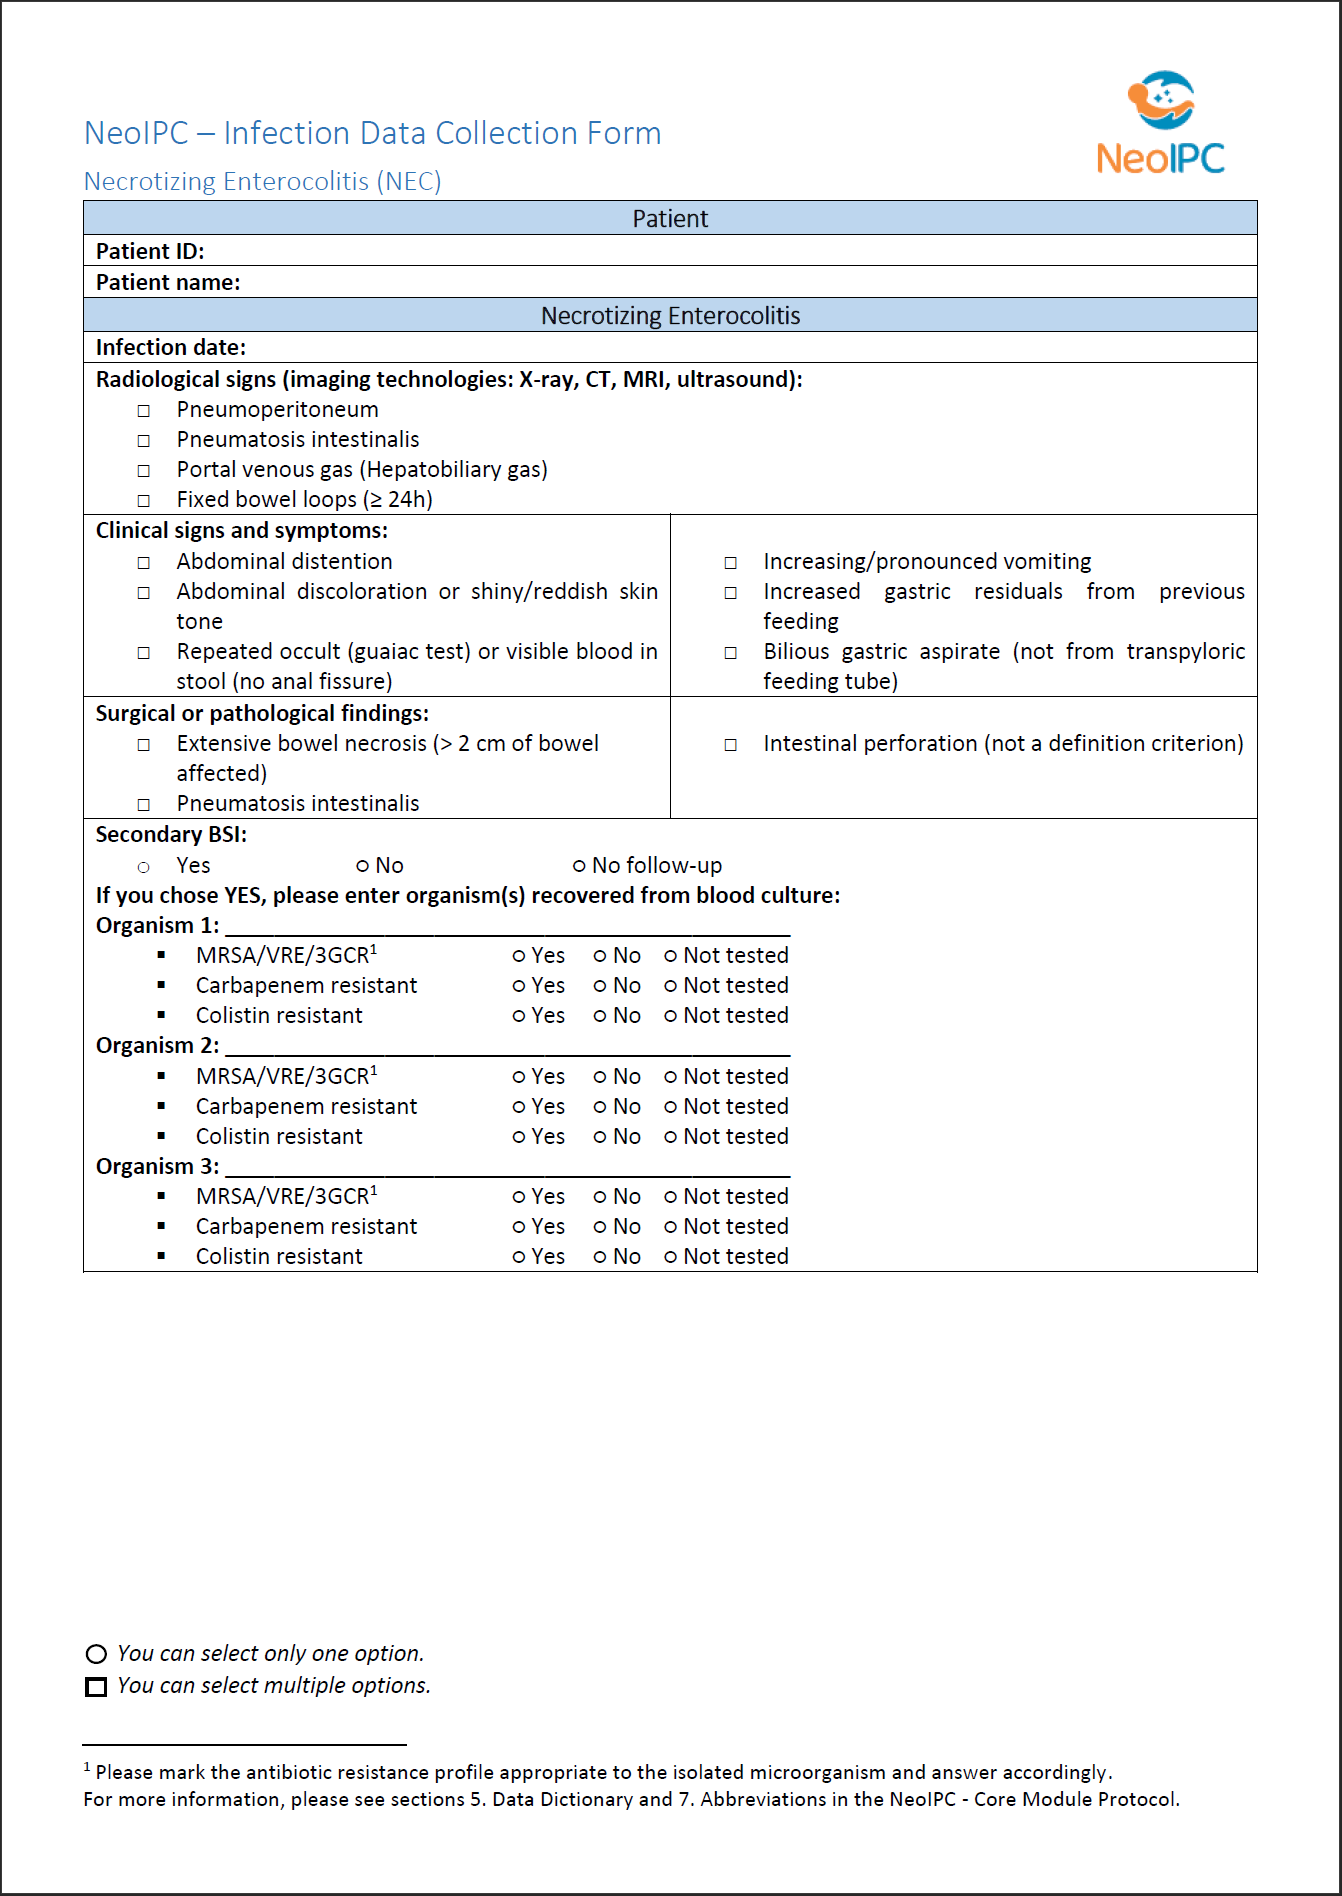 NeoIPC – Infection Data Collection Form
NeoIPC
Necrotizing Enterocolitis (NEC)
Patient
Patient ID:
Patient name:
Necrotizing Enterocolitis
Infection date:
Radiological signs (imaging technologies: X-ray, CT, MRI, ultrasound):
□ Pneumoperitoneum
□ Pneumatosis intestinalis
□ Portal venous gas (Hepatobiliary gas)
□ Fixed bowel loops (≥ 24h)
Clinical signs and symptoms:
□ Abdominal distention
□ Abdominal discoloration or shiny/reddish skin
tone
□ Repeated occult (guaiac test) or visible blood in
stool (no anal fissure)
□ Increasing/pronounced vomiting
□ Increased gastric residuals from previous
feeding
□ Bilious gastric aspirate (not from transpyloric
feeding tube)
Surgical or pathological findings:
□ Extensive bowel necrosis (> 2 cm of bowel
affected)
□ Pneumatosis intestinalis
□ Intestinal perforation (not a definition criterion)
Secondary BSI:
○ Yes ○ No ○ No follow-up
If you chose YES, please enter organism(s) recovered from blood culture:
Organism 1: ______________________________________________
▪ MRSA/VRE/3GCR¹ ○ Yes ○ No ○ Not tested
▪ Carbapenem resistant ○ Yes ○ No ○ Not tested
▪ Colistin resistant ○ Yes ○ No ○ Not tested
Organism 2: ______________________________________________
▪ MRSA/VRE/3GCR¹ ○ Yes ○ No ○ Not tested
▪ Carbapenem resistant ○ Yes ○ No ○ Not tested
▪ Colistin resistant ○ Yes ○ No ○ Not tested
Organism 3: ______________________________________________
▪ MRSA/VRE/3GCR¹ ○ Yes ○ No ○ Not tested
▪ Carbapenem resistant ○ Yes ○ No ○ Not tested
▪ Colistin resistant ○ Yes ○ No ○ Not tested
○ You can select only one option.
□ You can select multiple options.
¹ Please mark the antibiotic resistance profile appropriate to the isolated microorganism and answer accordingly.
For more information, please see sections 5. Data Dictionary and 7. Abbreviations in the NeoIPC - Core Module Protocol.